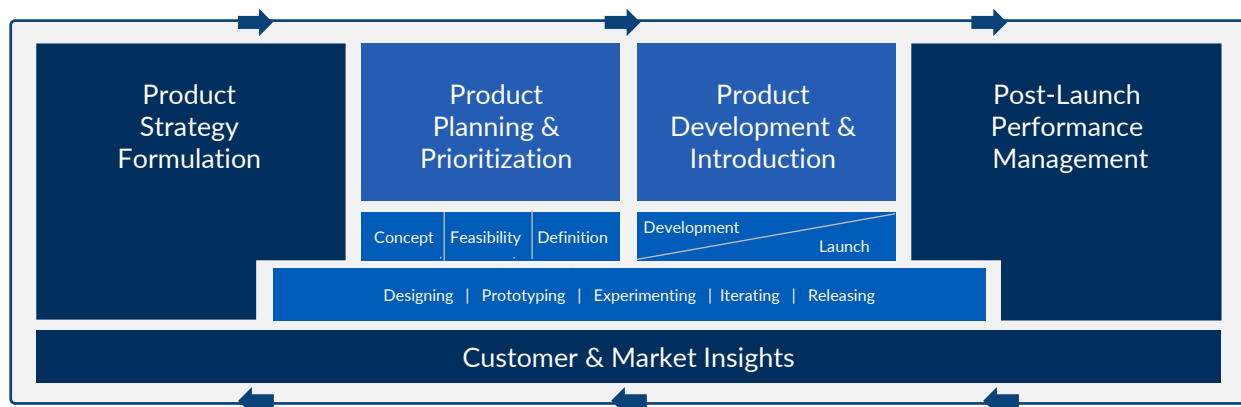 Product
Strategy
Formulation
Product
Planning &
Prioritization
Product
Development &
Introduction
Post-Launch
Performance
Management
Concept
Feasibility
Definition
Development
Launch
Designing | Prototyping | Experimenting | Iterating | Releasing
Customer & Market Insights